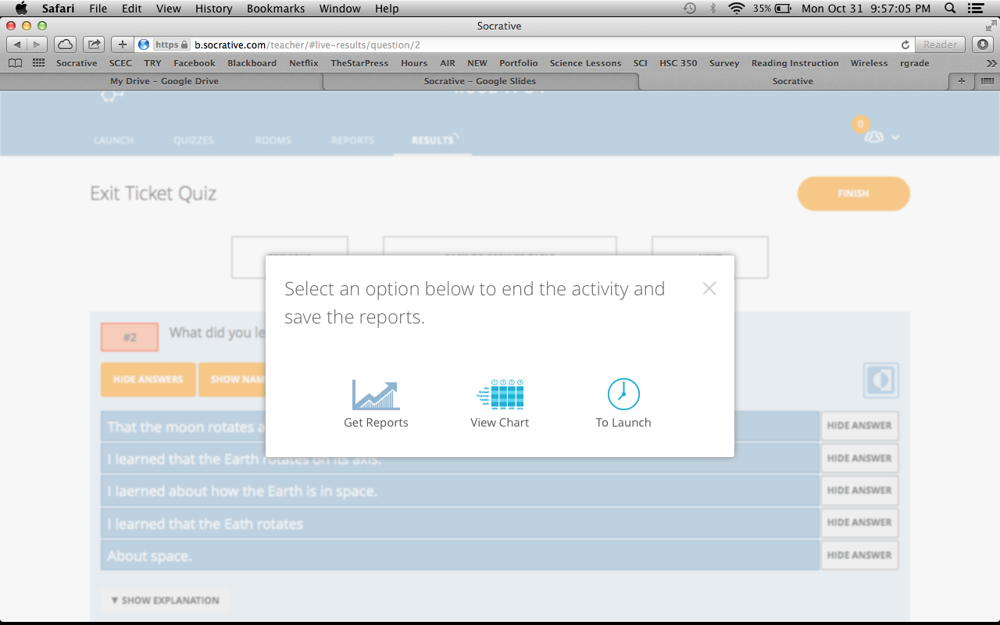 Safari File Edit View History Bookmarks Window Help 35% Mon Oct 31 9:57:05 PM
Socrative
https b.socrative.com/teacher/#live-results/question/2 Reader
Socrative SCEC TRY Facebook Blackboard Netflix TheStarPress Hours AIR NEW Portfolio Science Lessons SCI HSC 350 Survey Reading Instruction Wireless rgrade
My Drive – Google Drive Socrative – Google Slides Socrative
0
LAUNCH QUIZZES ROOMS REPORTS RESULTS
Exit Ticket Quiz FINISH
Select an option below to end the activity and
save the reports.
#2 What did you le
HIDE ANSWERS SHOW NAM
Get Reports View Chart To Launch
That the moon rotates a HIDE ANSWER
I learned that the Earth rotates on its axis. HIDE ANSWER
I laerned about how the Earth is in space. HIDE ANSWER
I learned that the Eath rotates HIDE ANSWER
About space. HIDE ANSWER
▼ SHOW EXPLANATION